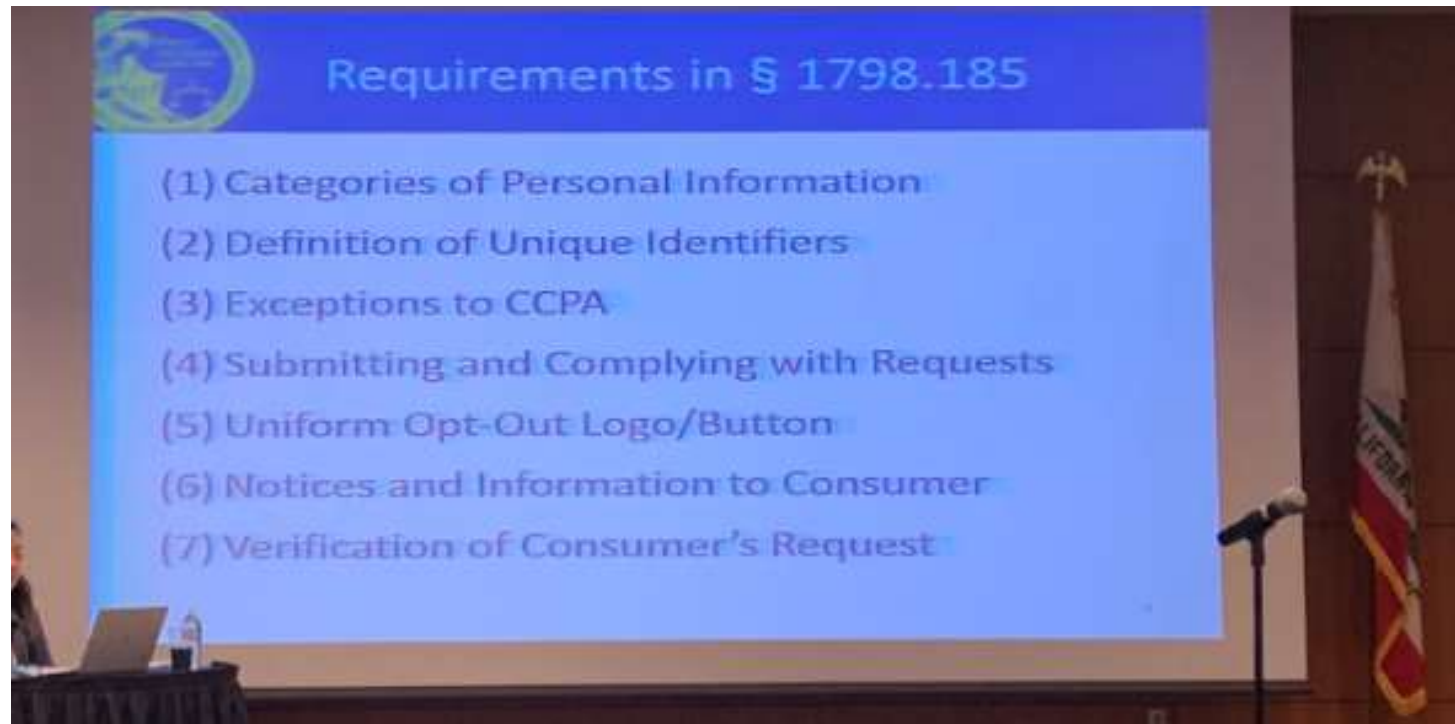 Requirements in § 1798.185
(1) Categories of Personal Information
(2) Definition of Unique Identifiers
(3) Exceptions to CCPA
(4) Submitting and Complying with Requests
(5) Uniform Opt-Out Logo/Button
(6) Notices and Information to Consumer
(7) Verification of Consumer's Request